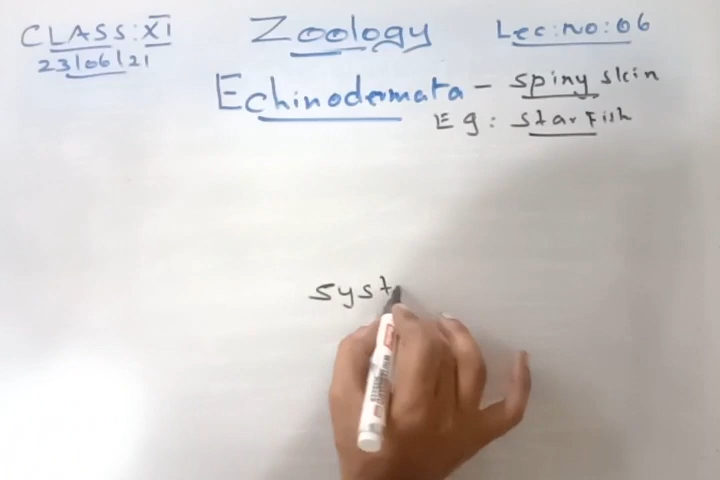 CLASS: XI
Zoology
Lec: no: 06
23/06/21
Echinodermata - spiny skin
Eg: star Fish
syst